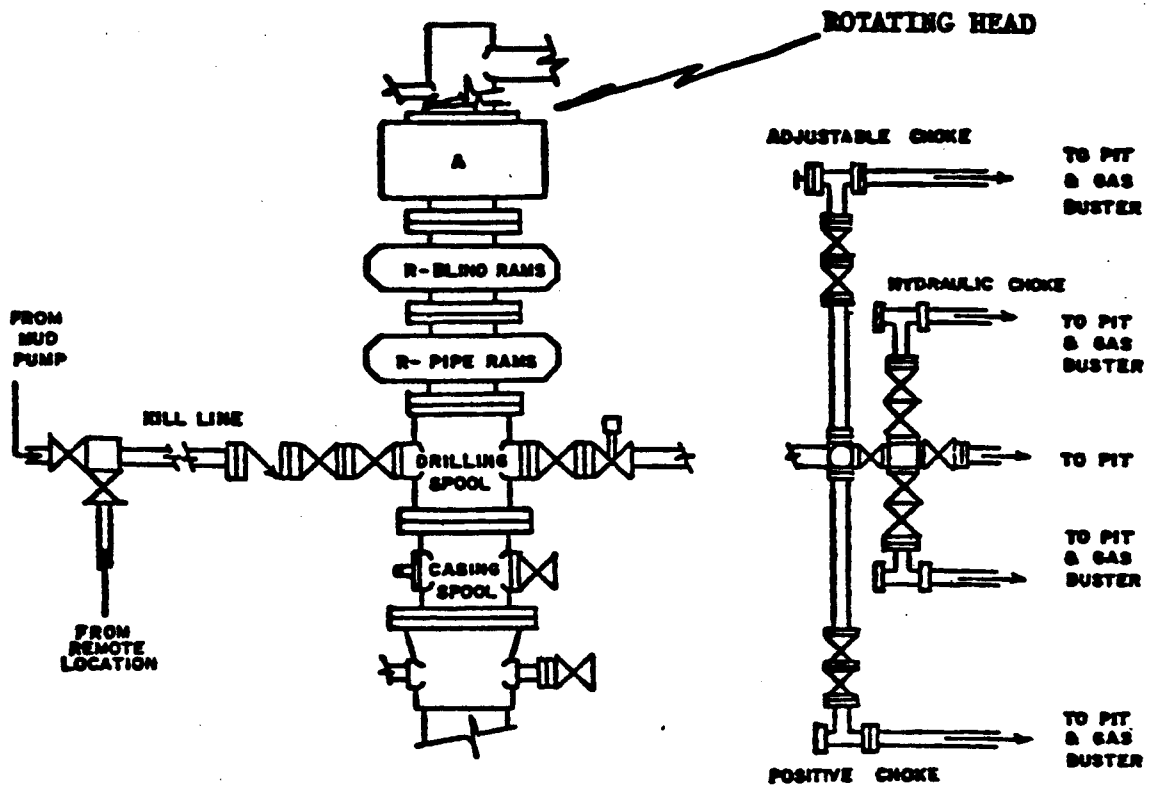 ROTATING HEAD
A
R-BLIND RAMS
R- PIPE RAMS
FROM
MUD
PUMP
KILL LINE
DRILLING
SPOOL
CASING
SPOOL
FROM
REMOTE
LOCATION
ADJUSTABLE CHOKE
TO PIT
& GAS
BUSTER
HYDRAULIC CHOKE
TO PIT
& GAS
BUSTER
TO PIT
TO PIT
& GAS
BUSTER
TO PIT
& GAS
BUSTER
POSITIVE CHOKE